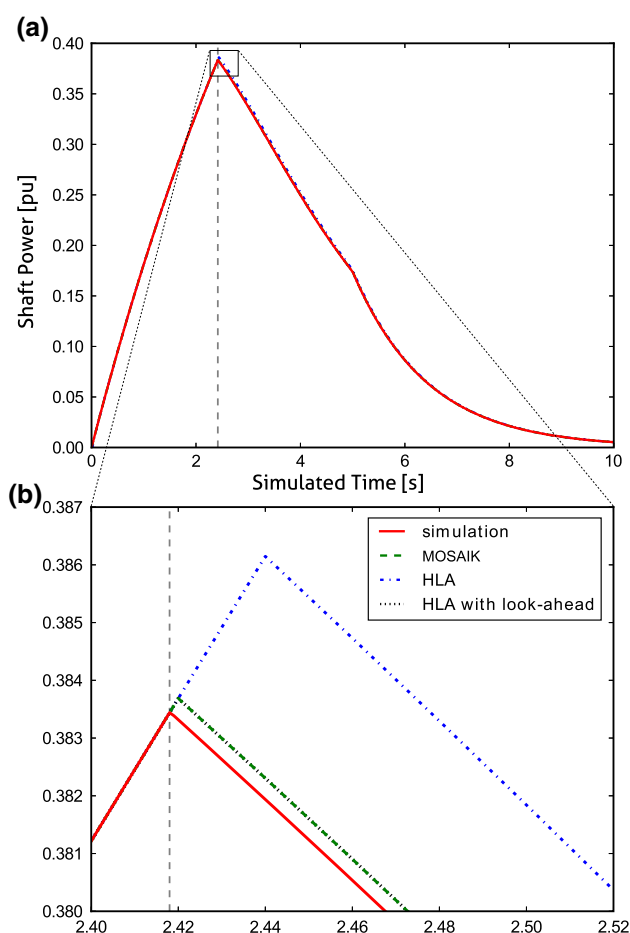 (a)
0.40
0.35
0.30
0.25
0.20
0.15
0.10
0.05
0.00
Shaft Power [pu]
0 2 4 6 8 10
Simulated Time [s]
(b)
0.387
0.386
0.385
0.384
0.383
0.382
0.381
0.380
simulation
MOSAIK
HLA
HLA with look-ahead
2.40 2.42 2.44 2.46 2.48 2.50 2.52